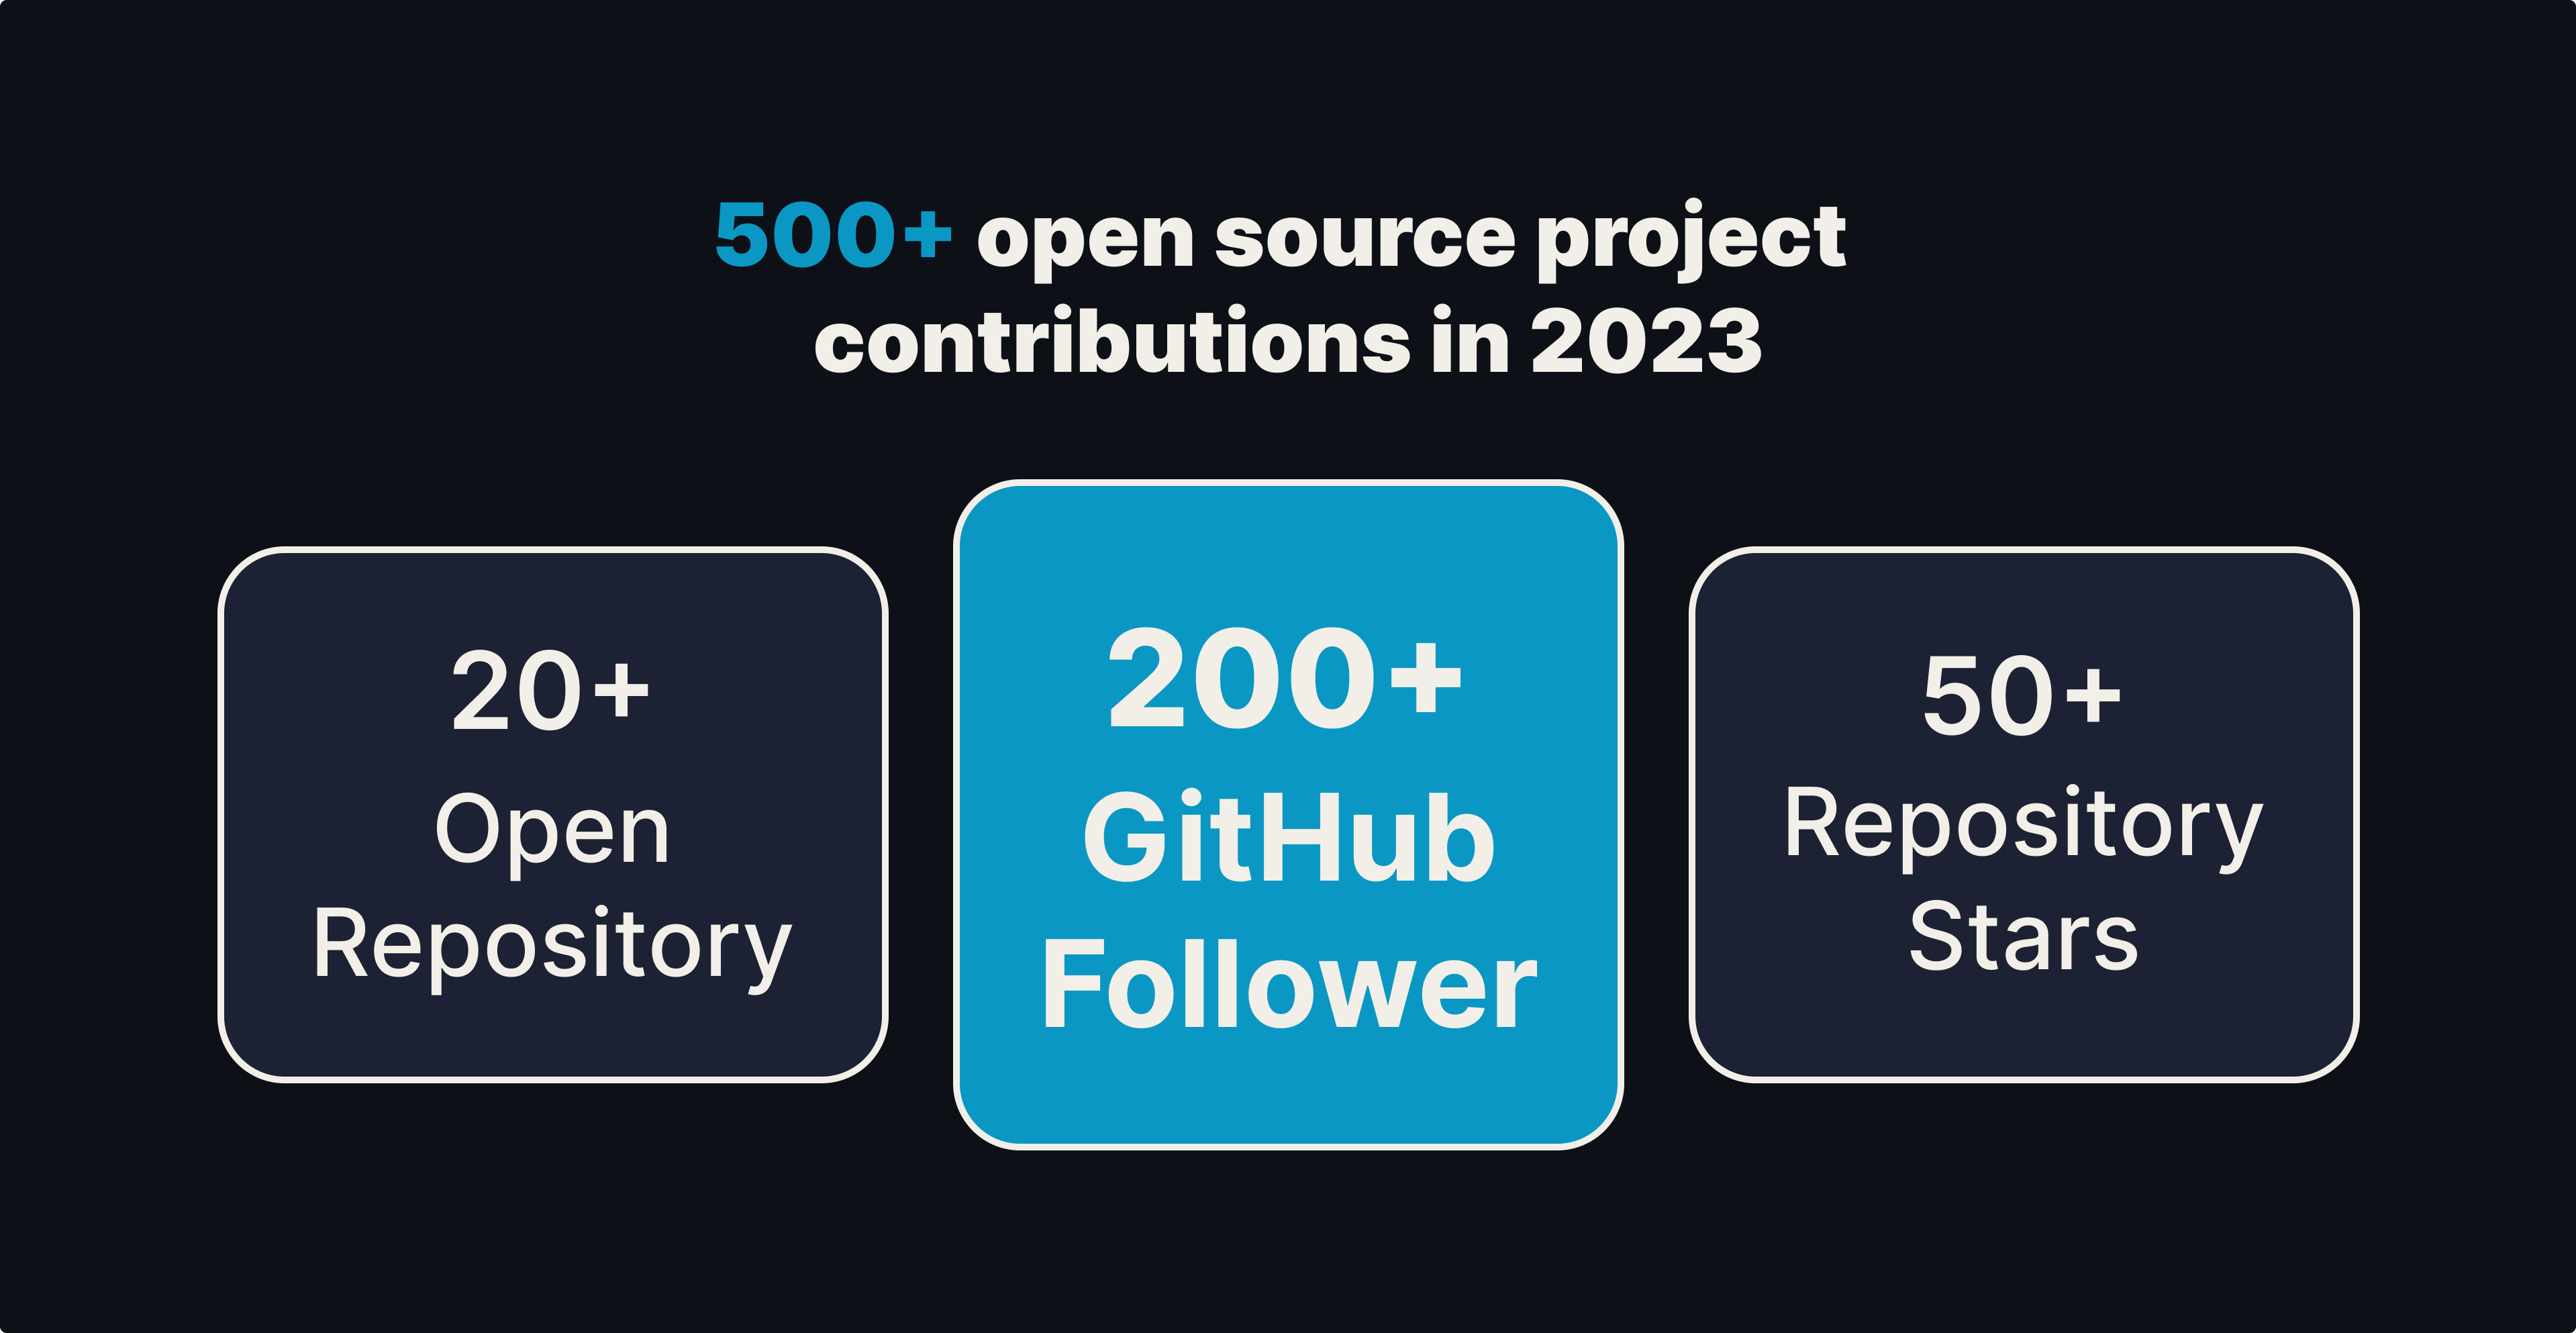 500+ open source project
contributions in 2023
20+
Open
Repository
200+
GitHub
Follower
50+
Repository
Stars